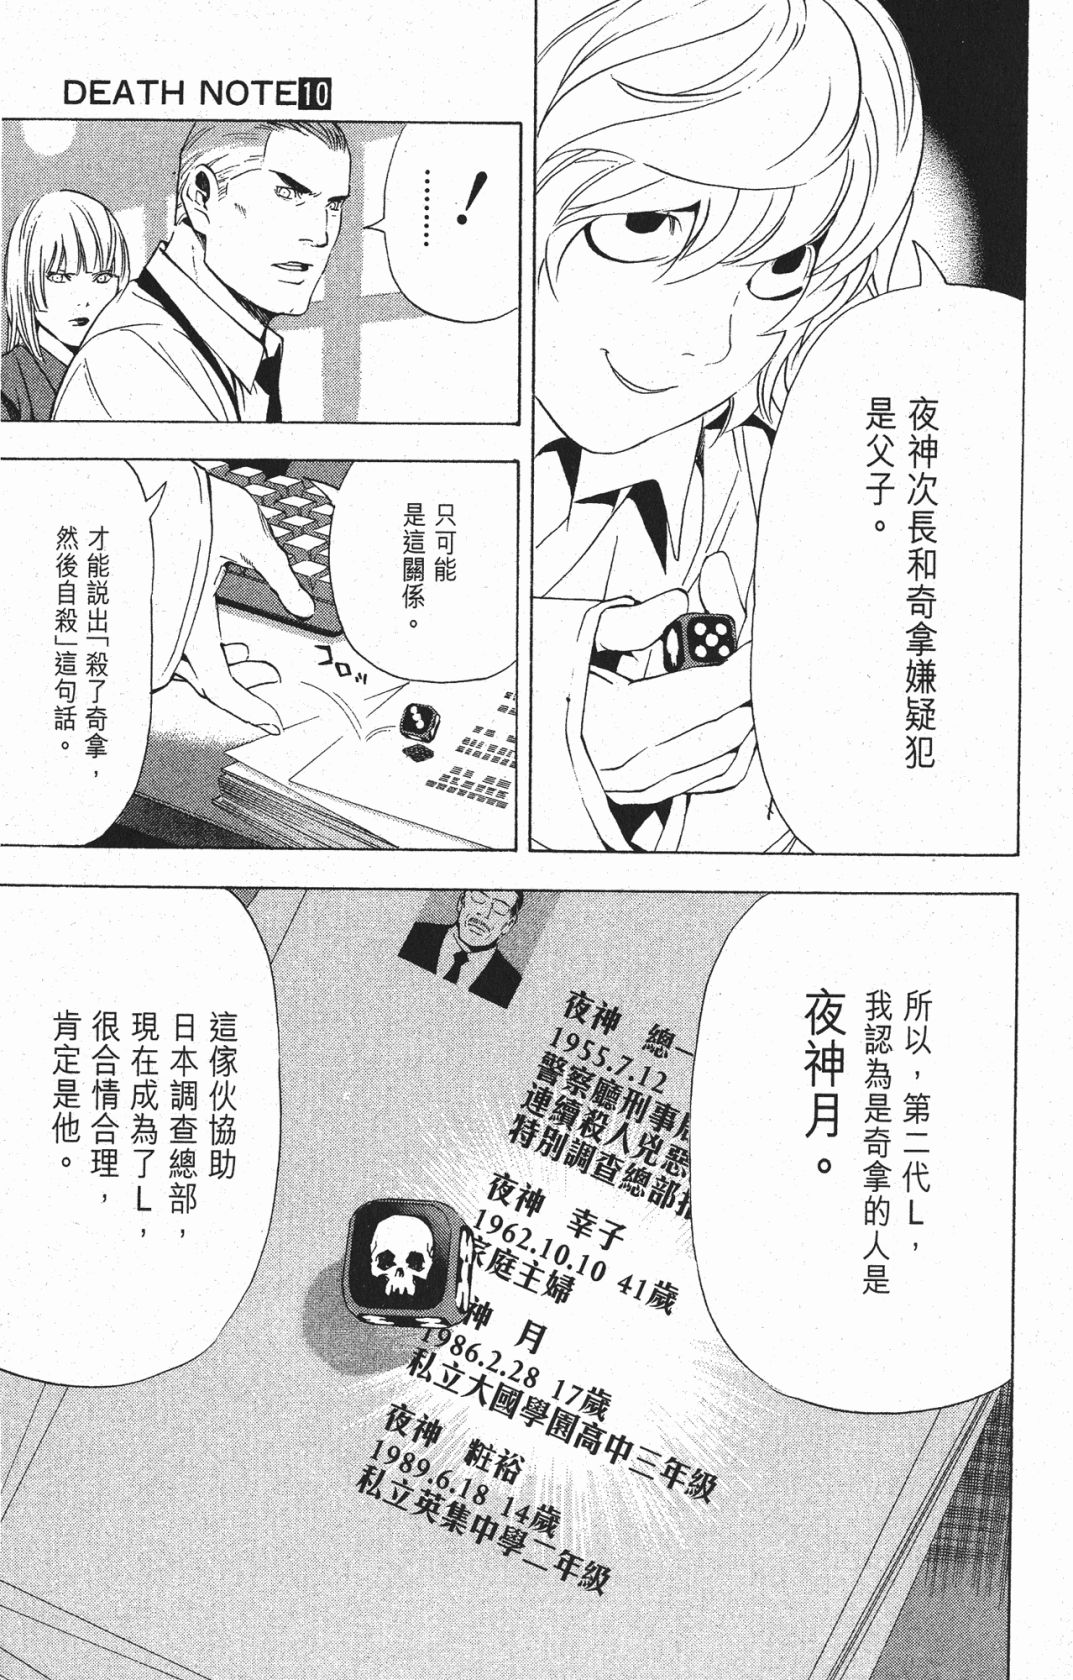 DEATH NOTE 10
夜神次長和奇拿嫌疑犯
是父子。
！
………
只可能
是這關係。
コロッ
才能説出「殺了奇拿，
然後自殺」這句話。
所以，第二代L，
我認為是奇拿的人是
夜神月。
夜神 總一
1955.7.12
警察廳刑事局
連續殺人兇惡
特別調查總部
夜神 幸子
1962.10.10 41歲
家庭主婦
神 月
1986.2.28 17歲
私立大國學園高中三年級
夜神 粧裕
1989.6.18 14歲
私立英集中學二年級
這傢伙協助
日本調查總部，
現在成為了L，
很合情合理，
肯定是他。